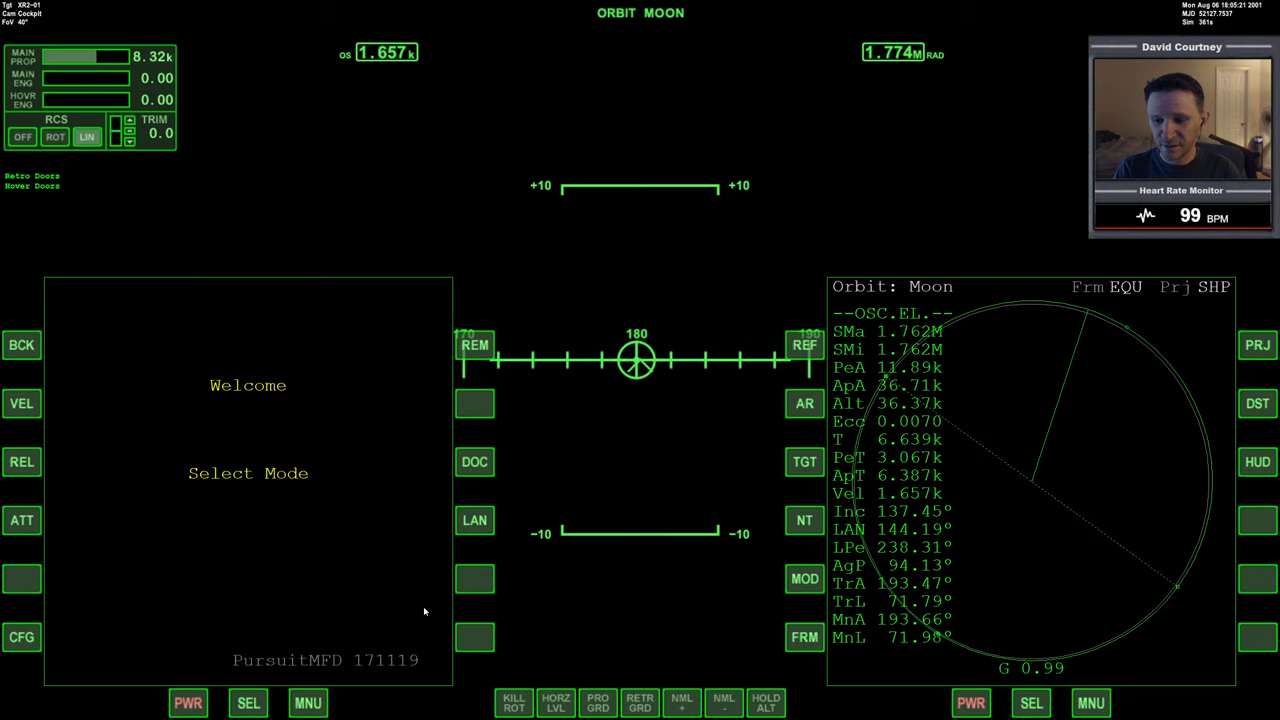 Tgt XR2-01
Cam Cockpit
FoV 40°
ORBIT MOON
Mon Aug 06 18:05:21 2001
MJD 52127.7537
Sim 361s
MAIN PROP 8.32k
MAIN ENG 0.00
HOVR ENG 0.00
RCS TRIM
OFF ROT LIN 0.0
Retro Doors
Hover Doors
OS 1.657k
1.774M RAD
David Courtney
Heart Rate Monitor
99 BPM
+10 +10
170 180 190
-10 -10
BCK
VEL
REL
ATT
CFG
Welcome
Select Mode
PursuitMFD 171119
REM
DOC
LAN
PWR SEL MNU
KILL ROT
HORZ LVL
PRO GRD
RETR GRD
NML +
NML -
HOLD ALT
REF
AR
TGT
NT
MOD
FRM
Orbit: Moon Frm EQU Prj SHP
--OSC.EL.--
SMa 1.762M
SMi 1.762M
PeA 11.89k
ApA 36.71k
Alt 36.37k
Ecc 0.0070
T 6.639k
PeT 3.067k
ApT 6.387k
Vel 1.657k
Inc 137.45°
LAN 144.19°
LPe 238.31°
AgP 94.13°
TrA 193.47°
TrL 71.79°
MnA 193.66°
MnL 71.98°
G 0.99
PRJ
DST
HUD
PWR SEL MNU